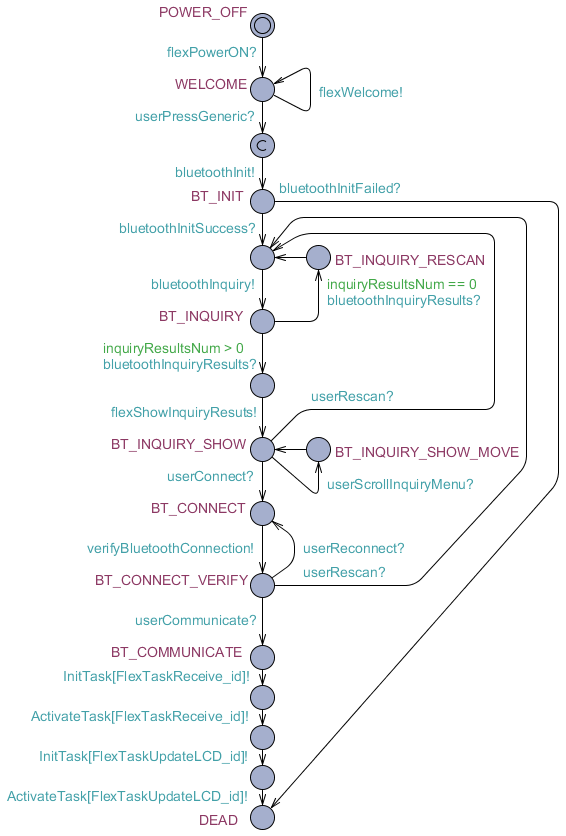 POWER_OFF
flexPowerON?
WELCOME
flexWelcome!
userPressGeneric?
C
bluetoothInit!
bluetoothInitFailed?
BT_INIT
bluetoothInitSuccess?
BT_INQUIRY_RESCAN
bluetoothInquiry!
inquiryResultsNum == 0
bluetoothInquiryResults?
BT_INQUIRY
inquiryResultsNum > 0
bluetoothInquiryResults?
userRescan?
flexShowInquiryResuts!
BT_INQUIRY_SHOW
BT_INQUIRY_SHOW_MOVE
userConnect?
userScrollInquiryMenu?
BT_CONNECT
verifyBluetoothConnection!
userReconnect?
userRescan?
BT_CONNECT_VERIFY
userCommunicate?
BT_COMMUNICATE
InitTask[FlexTaskReceive_id]!
ActivateTask[FlexTaskReceive_id]!
InitTask[FlexTaskUpdateLCD_id]!
ActivateTask[FlexTaskUpdateLCD_id]!
DEAD